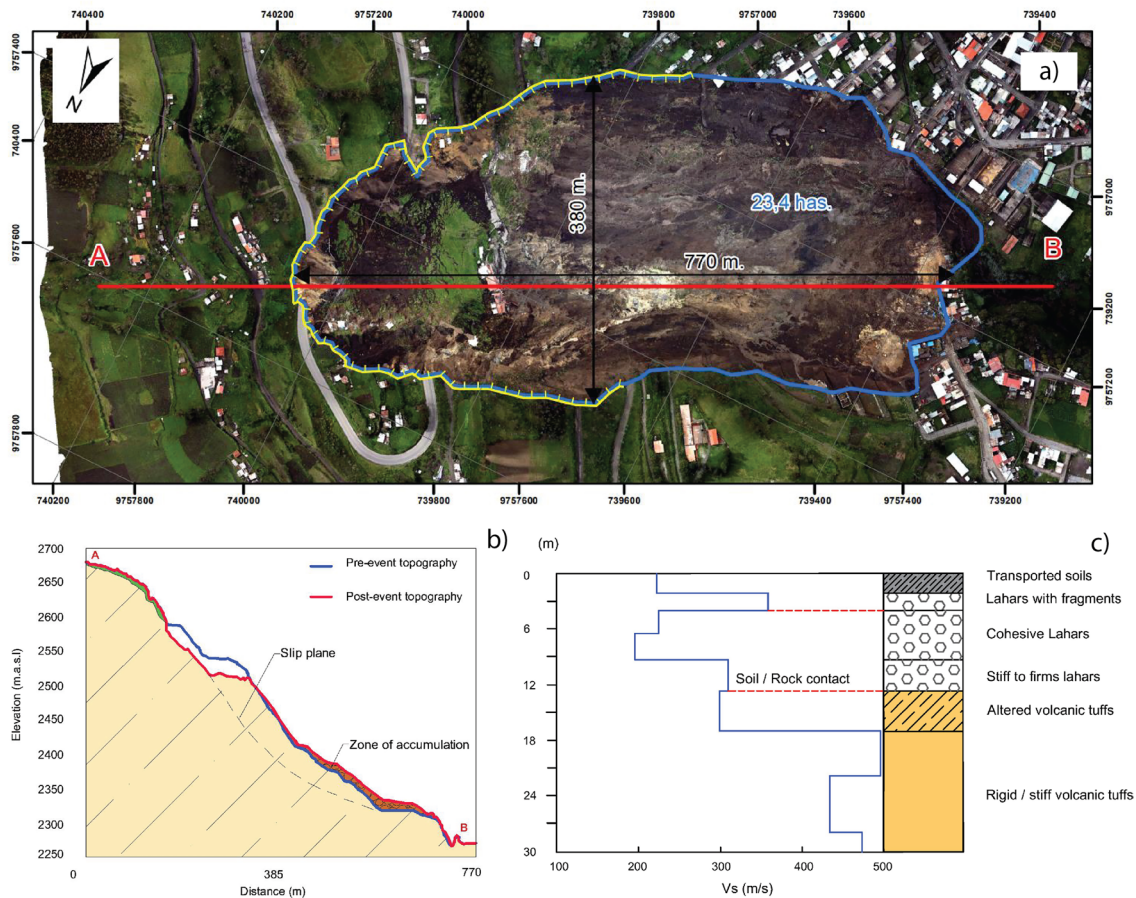 740400
740200
9757200
740000
739800
9757000
739600
739400
9757400
740400
9757600
9757800
N
a)
A
B
380 m.
770 m.
23,4 has.
9757000
739200
9757200
740200
9757800
740000
739800
9757600
739600
739400
9757400
739200
b)
2700
2650
2600
2550
2500
2450
2400
2350
2300
2250
Elevation (m.a.s.l)
A
Pre-event topography
Post-event topography
Slip plane
Zone of accumulation
B
0
385
770
Distance (m)
c)
(m)
0
6
12
18
24
30
Soil / Rock contact
100
200
300
400
500
Vs (m/s)
Transported soils
Lahars with fragments
Cohesive Lahars
Stiff to firms lahars
Altered volcanic tuffs
Rigid / stiff volcanic tuffs